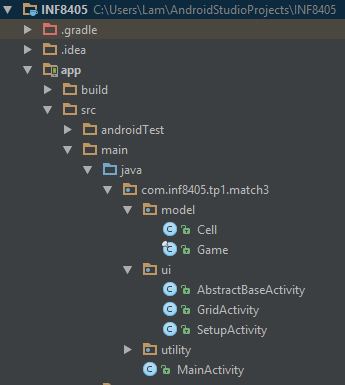 INF8405 C:\Users\Lam\AndroidStudioProjects\INF8405
.gradle
.idea
app
build
src
androidTest
main
java
com.inf8405.tp1.match3
model
Cell
Game
ui
AbstractBaseActivity
GridActivity
SetupActivity
utility
MainActivity